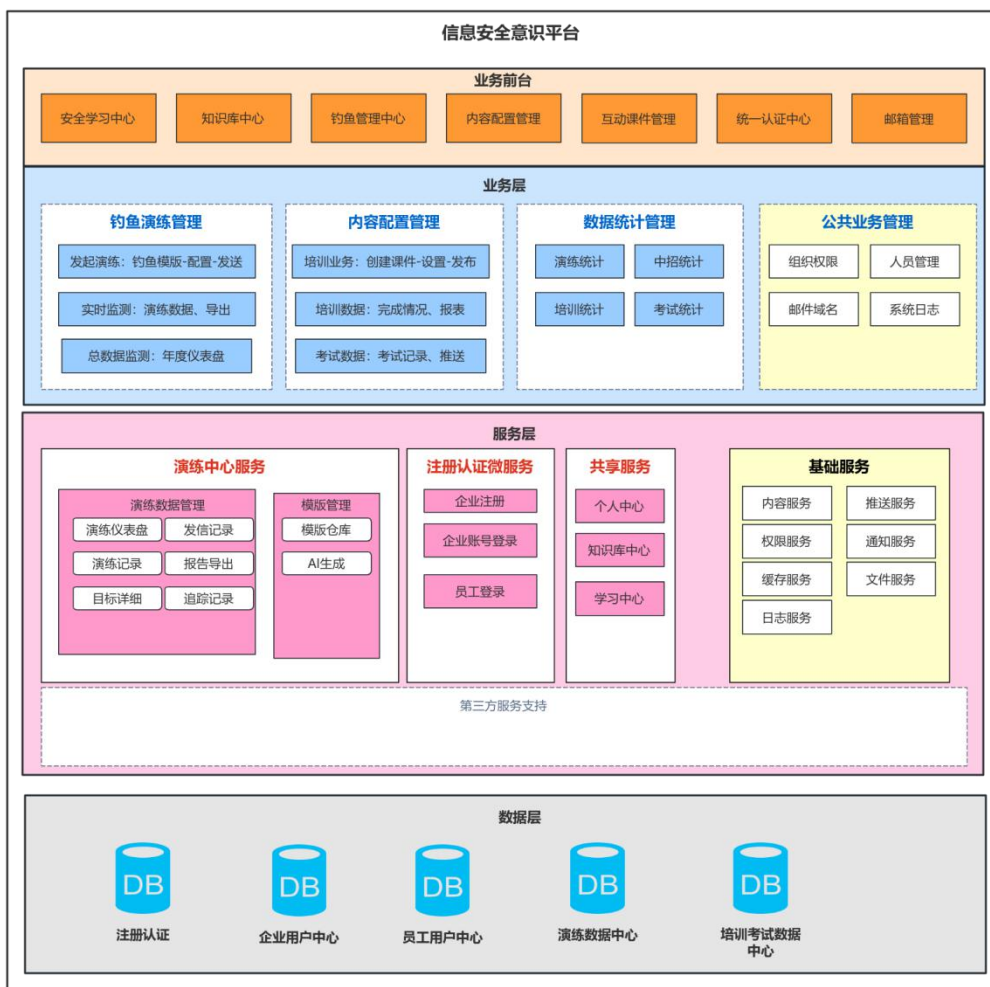 信息安全意识平台
业务前台
安全学习中心
知识库中心
钓鱼管理中心
内容配置管理
互动课件管理
统一认证中心
邮箱管理
业务层
钓鱼演练管理
发起演练：钓鱼模版-配置-发送
实时监测：演练数据、导出
总数据监测：年度仪表盘
内容配置管理
培训业务：创建课件-设置-发布
培训数据：完成情况、报表
考试数据：考试记录、推送
数据统计管理
演练统计
中招统计
培训统计
考试统计
公共业务管理
组织权限
人员管理
邮件域名
系统日志
服务层
演练中心服务
演练数据管理
演练仪表盘
发信记录
演练记录
报告导出
目标详细
追踪记录
模版管理
模版仓库
AI生成
注册认证微服务
企业注册
企业账号登录
员工登录
共享服务
个人中心
知识库中心
学习中心
基础服务
内容服务
推送服务
权限服务
通知服务
缓存服务
文件服务
日志服务
第三方服务支持
数据层
DB
注册认证
DB
企业用户中心
DB
员工用户中心
DB
演练数据中心
DB
培训考试数据
中心